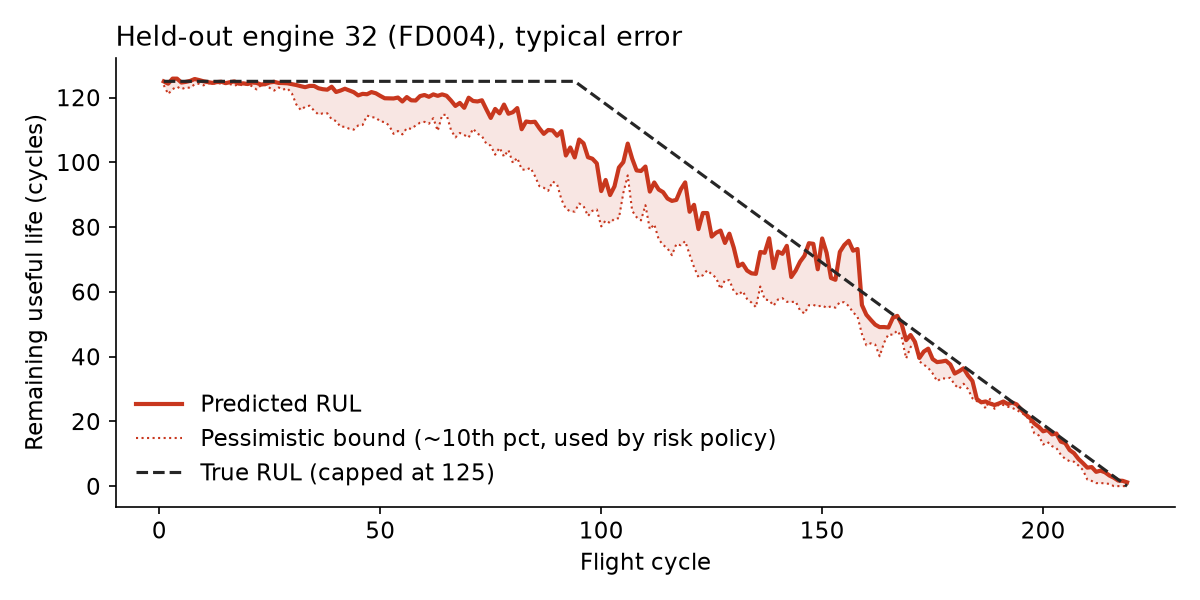 Held-out engine 32 (FD004), typical error
Remaining useful life (cycles)
120
100
80
60
40
20
0
Predicted RUL
Pessimistic bound (~10th pct, used by risk policy)
True RUL (capped at 125)
0 50 100 150 200
Flight cycle